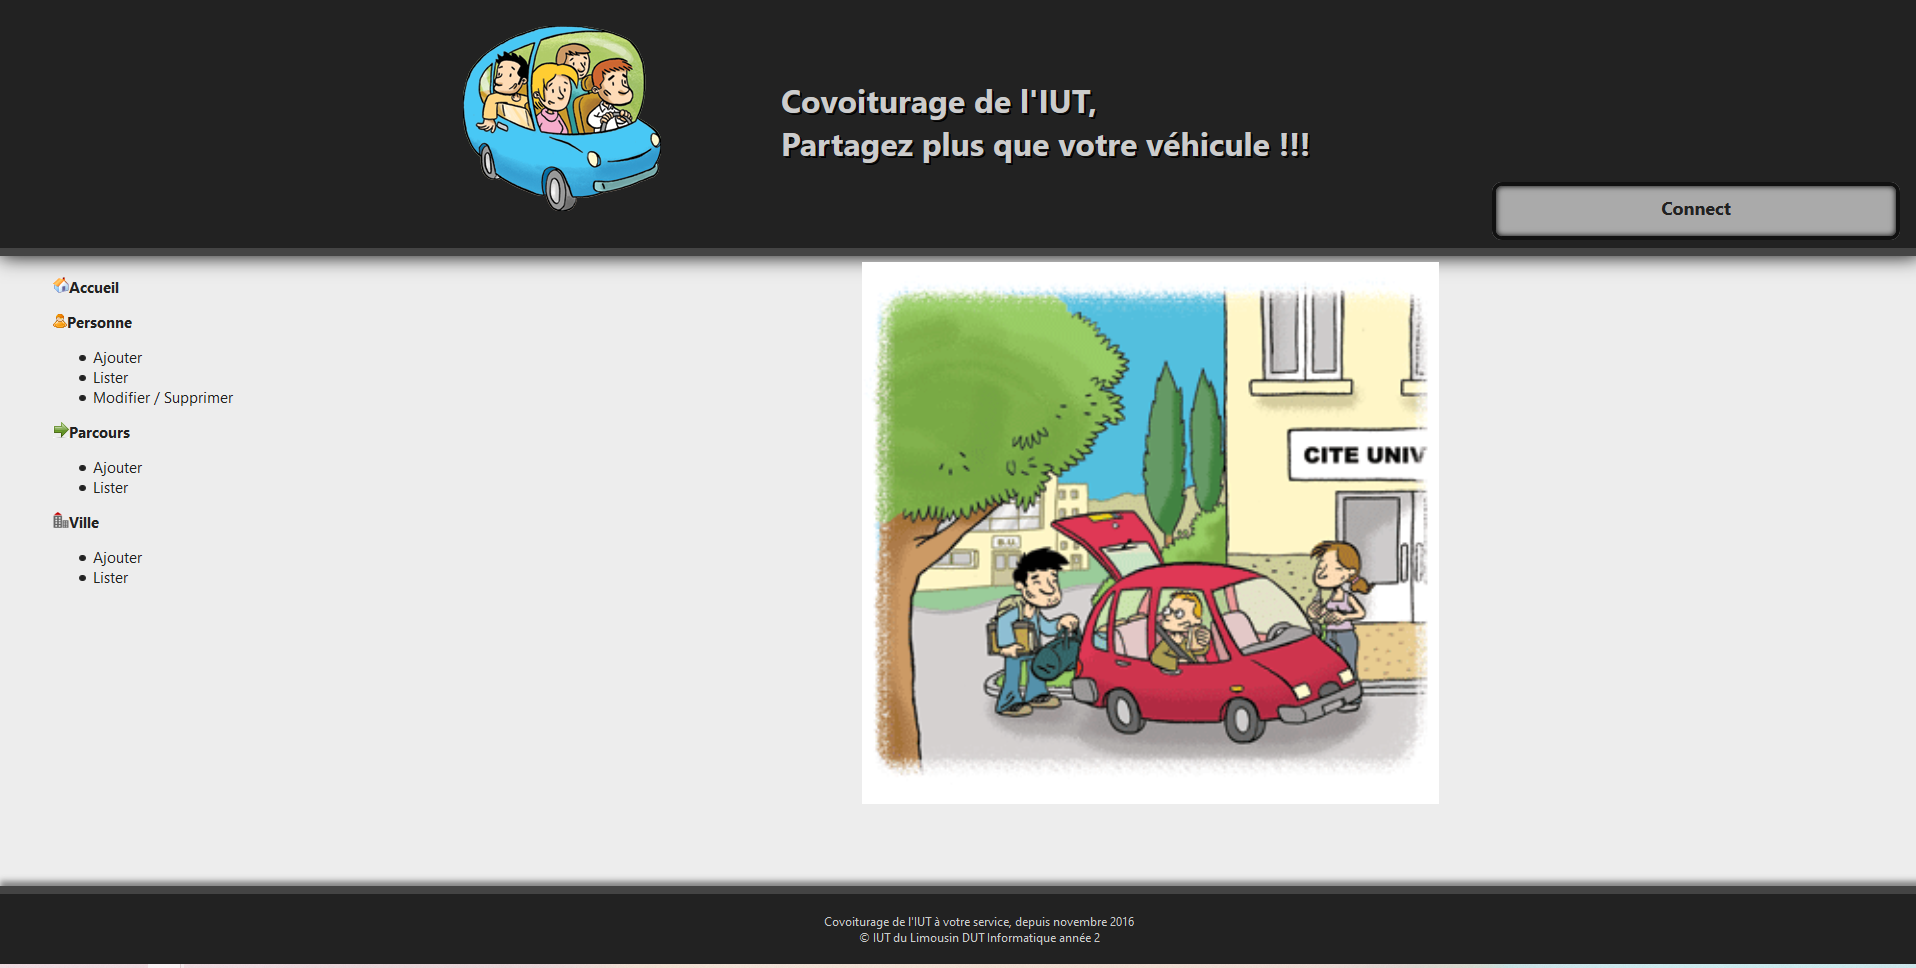 Covoiturage de l'IUT,
Partagez plus que votre véhicule !!!
Connect
Accueil
Personne
Ajouter
Lister
Modifier / Supprimer
Parcours
Ajouter
Lister
Ville
Ajouter
Lister
CITE UNIV
B.U.
Covoiturage de l'IUT à votre service, depuis novembre 2016
© IUT du Limousin DUT Informatique année 2